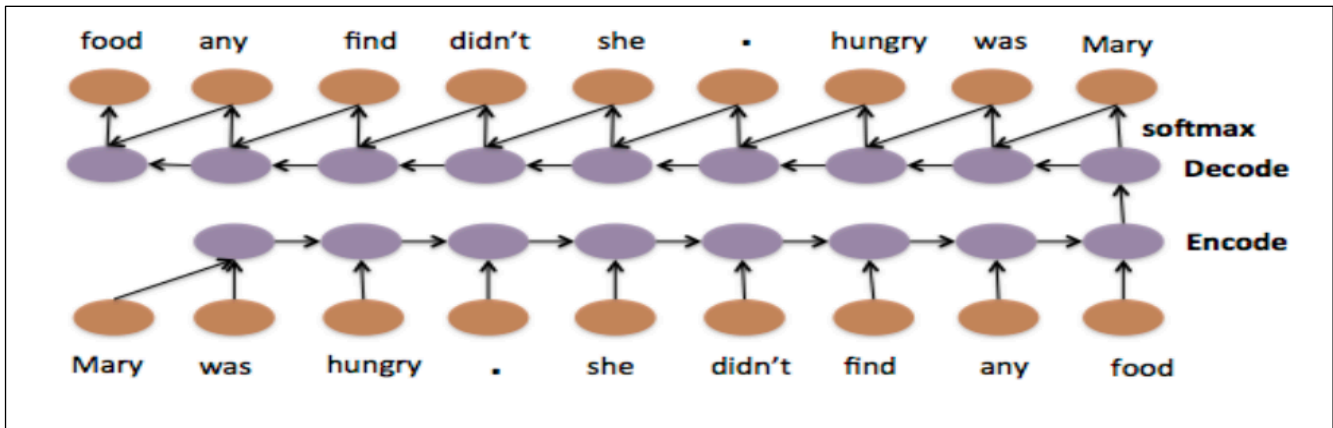 food any find didn't she . hungry was Mary
softmax
Decode
Encode
Mary was hungry . she didn't find any food